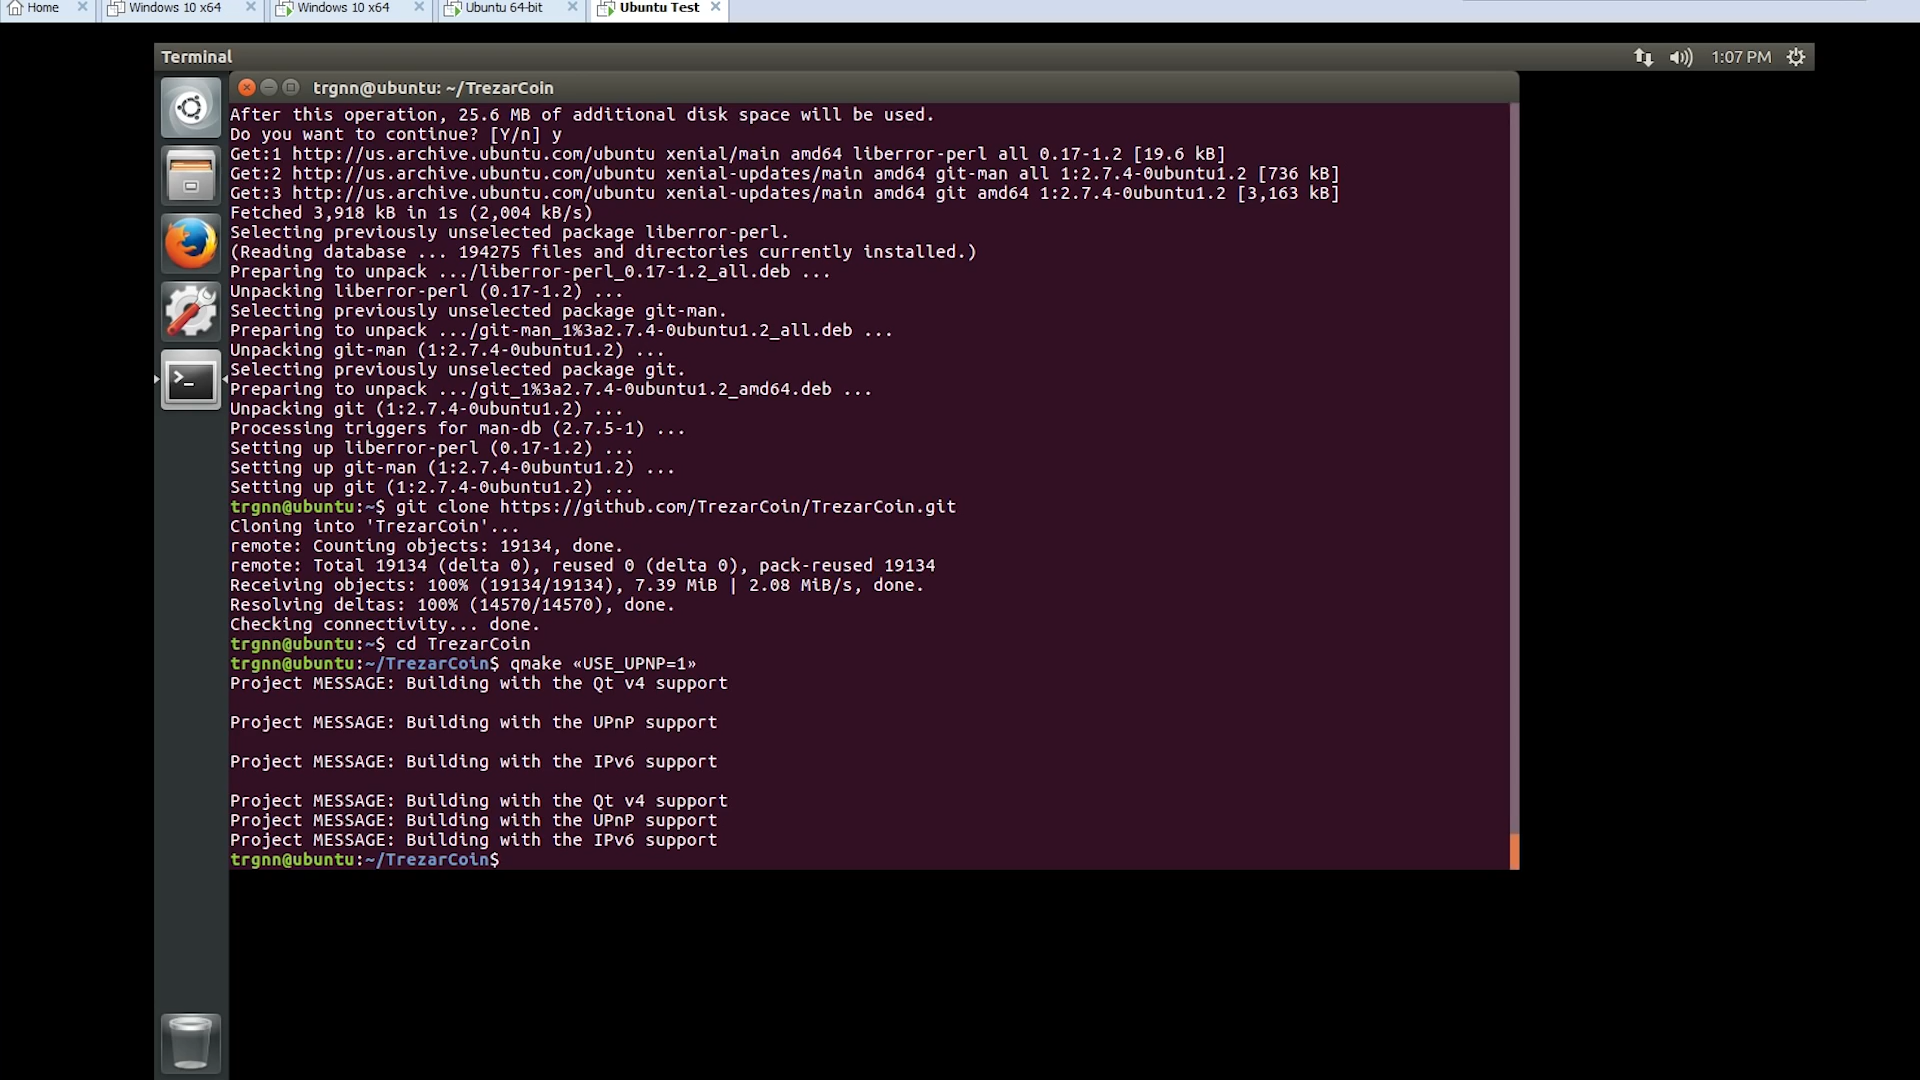 Home
Windows 10 x64
Windows 10 x64
Ubuntu 64-bit
Ubuntu Test
Terminal
1:07 PM
trgnn@ubuntu: ~/TrezarCoin
After this operation, 25.6 MB of additional disk space will be used.
Do you want to continue? [Y/n] y
Get:1 http://us.archive.ubuntu.com/ubuntu xenial/main amd64 liberror-perl all 0.17-1.2 [19.6 kB]
Get:2 http://us.archive.ubuntu.com/ubuntu xenial-updates/main amd64 git-man all 1:2.7.4-0ubuntu1.2 [736 kB]
Get:3 http://us.archive.ubuntu.com/ubuntu xenial-updates/main amd64 git amd64 1:2.7.4-0ubuntu1.2 [3,163 kB]
Fetched 3,918 kB in 1s (2,004 kB/s)
Selecting previously unselected package liberror-perl.
(Reading database ... 194275 files and directories currently installed.)
Preparing to unpack .../liberror-perl_0.17-1.2_all.deb ...
Unpacking liberror-perl (0.17-1.2) ...
Selecting previously unselected package git-man.
Preparing to unpack .../git-man_1%3a2.7.4-0ubuntu1.2_all.deb ...
Unpacking git-man (1:2.7.4-0ubuntu1.2) ...
Selecting previously unselected package git.
Preparing to unpack .../git_1%3a2.7.4-0ubuntu1.2_amd64.deb ...
Unpacking git (1:2.7.4-0ubuntu1.2) ...
Processing triggers for man-db (2.7.5-1) ...
Setting up liberror-perl (0.17-1.2) ...
Setting up git-man (1:2.7.4-0ubuntu1.2) ...
Setting up git (1:2.7.4-0ubuntu1.2) ...
trgnn@ubuntu:~$ git clone https://github.com/TrezarCoin/TrezarCoin.git
Cloning into 'TrezarCoin'...
remote: Counting objects: 19134, done.
remote: Total 19134 (delta 0), reused 0 (delta 0), pack-reused 19134
Receiving objects: 100% (19134/19134), 7.39 MiB | 2.08 MiB/s, done.
Resolving deltas: 100% (14570/14570), done.
Checking connectivity... done.
trgnn@ubuntu:~$ cd TrezarCoin
trgnn@ubuntu:~/TrezarCoin$ qmake «USE_UPNP=1»
Project MESSAGE: Building with the Qt v4 support
Project MESSAGE: Building with the UPnP support
Project MESSAGE: Building with the IPv6 support
Project MESSAGE: Building with the Qt v4 support
Project MESSAGE: Building with the UPnP support
Project MESSAGE: Building with the IPv6 support
trgnn@ubuntu:~/TrezarCoin$